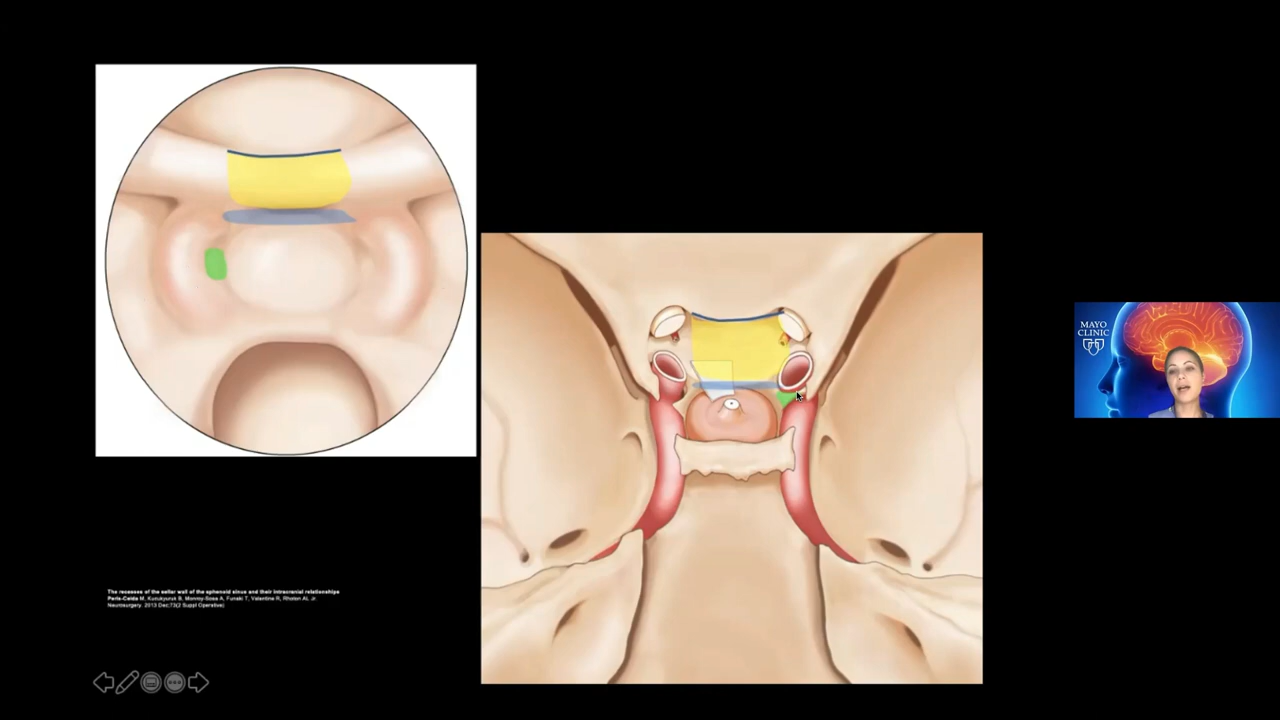 The recesses of the sellar wall of the sphenoid sinus and their intracranial relationships
Peris-Celda M, Kucukyuruk B, Monroy-Sosa A, Funaki T, Valentine R, Rhoton AL Jr.
Neurosurgery. 2013 Dec;73(2 Suppl Operative)
MAYO
CLINIC